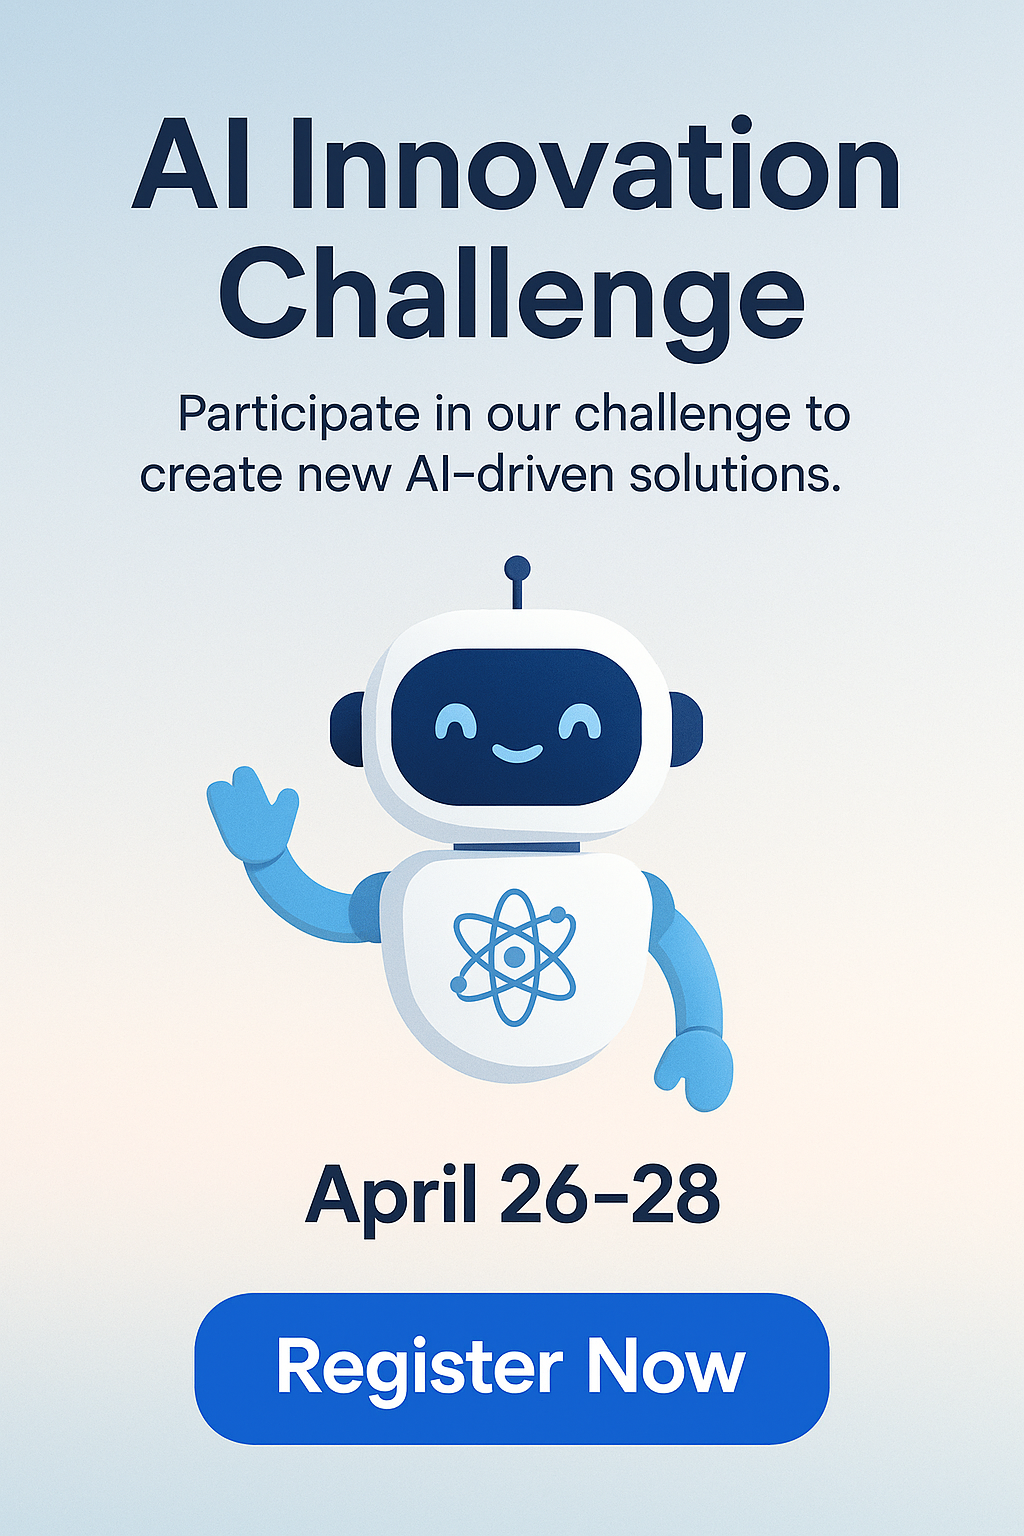 AI Innovation
Challenge
Participate in our challenge to
create new AI-driven solutions.
April 26–28
Register Now